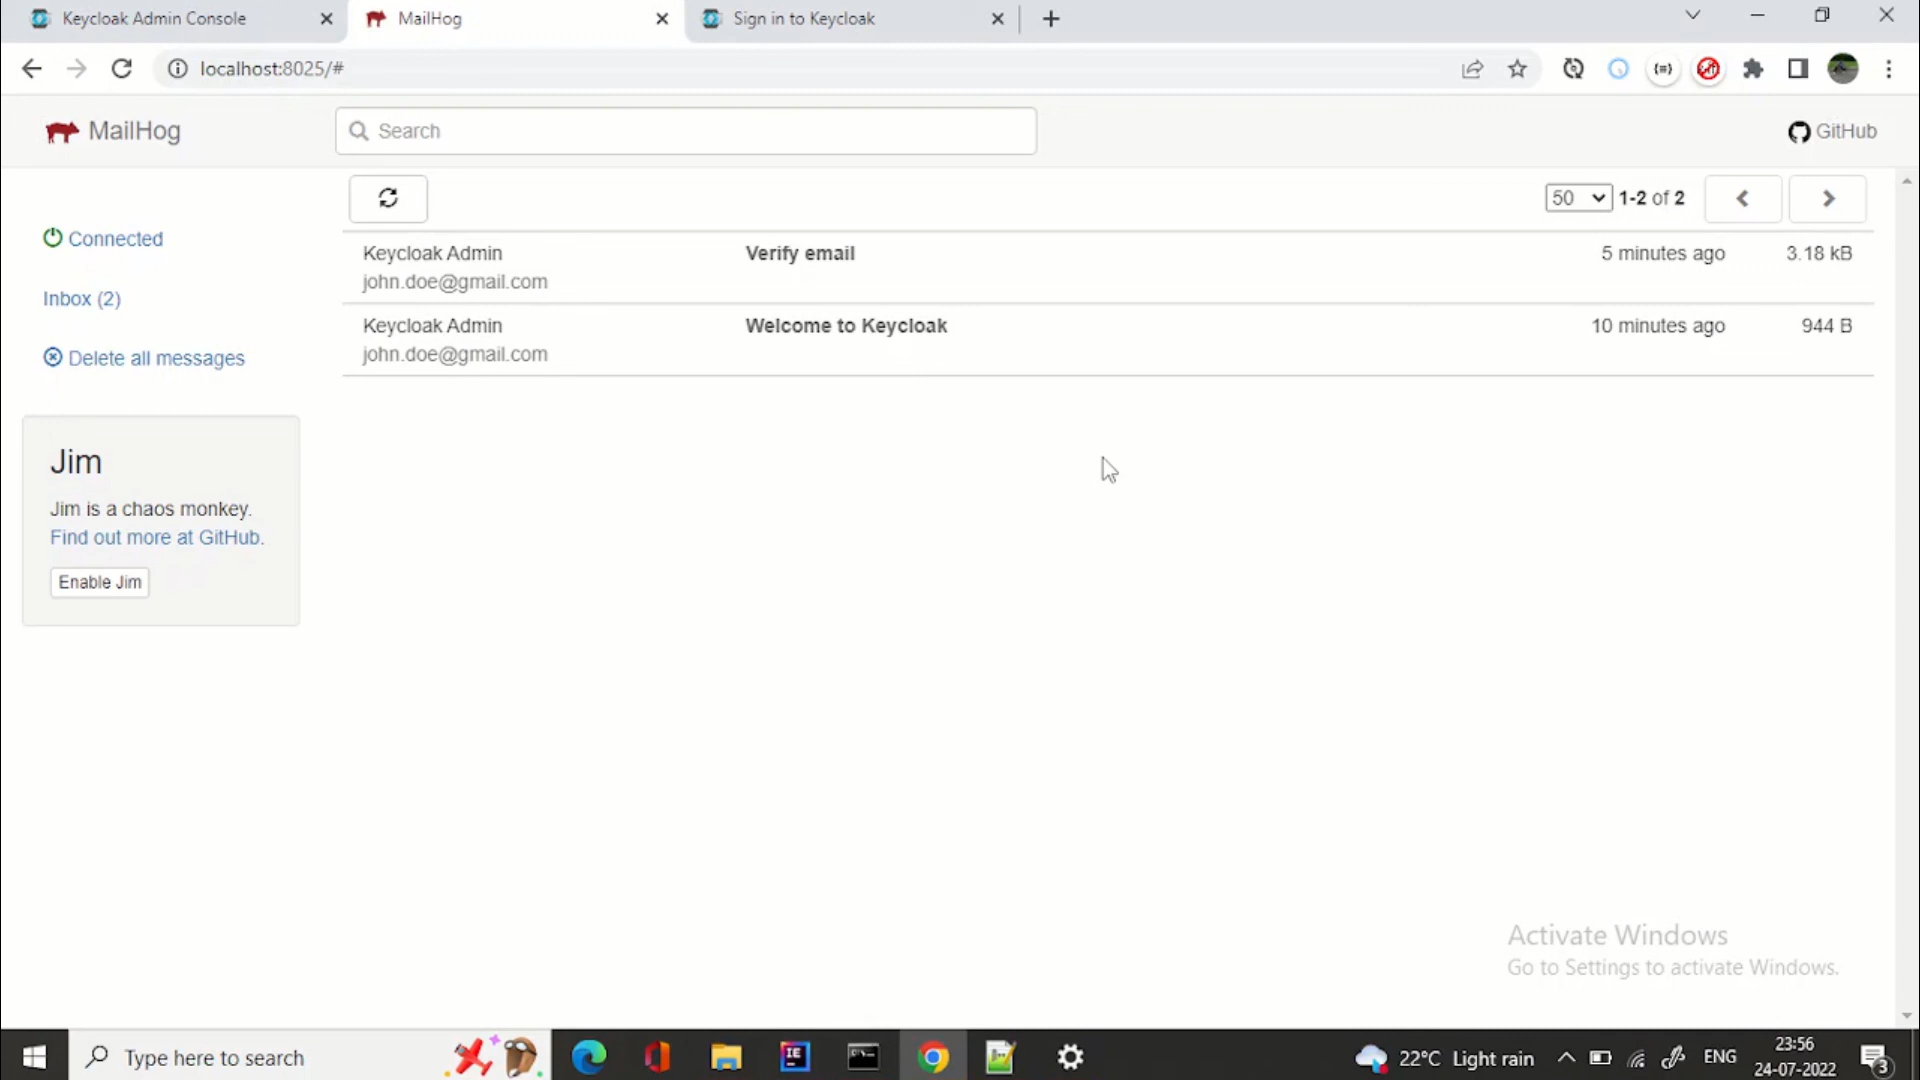 Keycloak Admin Console
MailHog
Sign in to Keycloak
localhost:8025/#
MailHog
Search
GitHub
50
1-2 of 2
Connected
Inbox (2)
Delete all messages
Keycloak Admin
john.doe@gmail.com
Verify email
5 minutes ago
3.18 kB
Keycloak Admin
john.doe@gmail.com
Welcome to Keycloak
10 minutes ago
944 B
Jim
Jim is a chaos monkey.
Find out more at GitHub.
Enable Jim
Activate Windows
Go to Settings to activate Windows.
Type here to search
22°C Light rain
ENG
23:56
24-07-2022
3